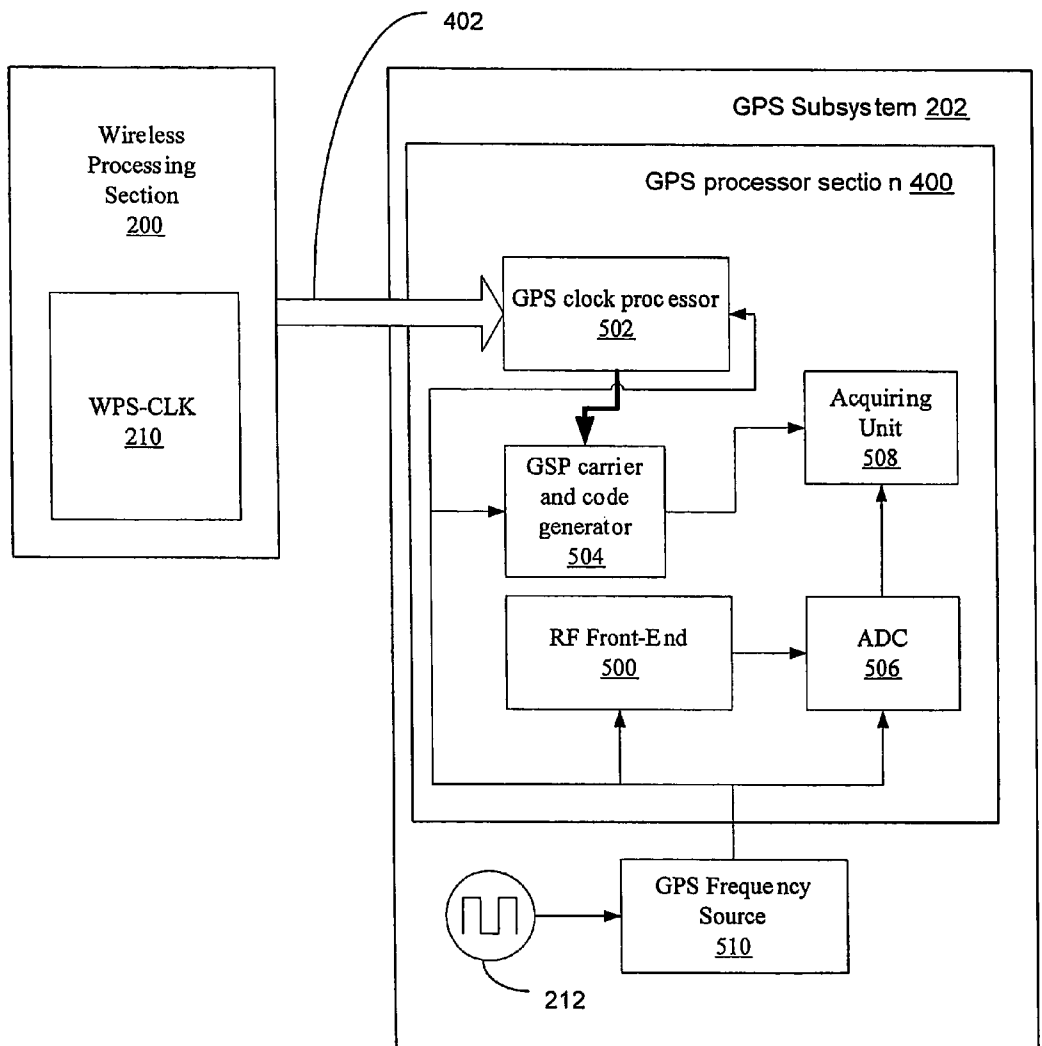 402
Wireless
Processing
Section
200
WPS-CLK
210
GPS Subsystem 202
GPS processor section 400
GPS clock processor
502
Acquiring
Unit
508
GSP carrier
and code
generator
504
RF Front-End
500
ADC
506
GPS Frequency
Source
510
212